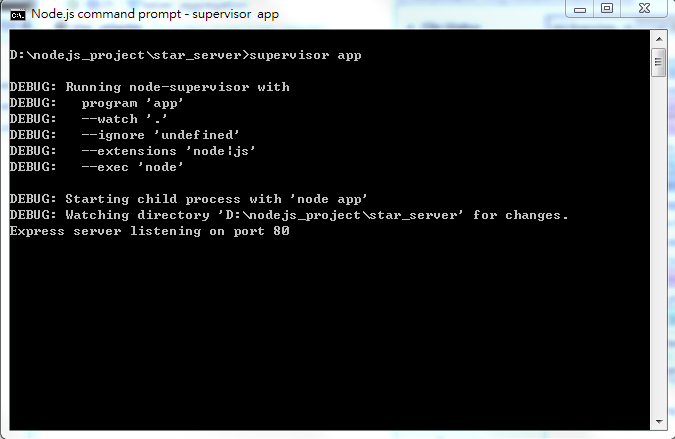 Node.js command prompt - supervisor app
D:\nodejs_project\star_server>supervisor app
DEBUG: Running node-supervisor with
DEBUG:   program 'app'
DEBUG:   --watch '.'
DEBUG:   --ignore 'undefined'
DEBUG:   --extensions 'node|js'
DEBUG:   --exec 'node'
DEBUG: Starting child process with 'node app'
DEBUG: Watching directory 'D:\nodejs_project\star_server' for changes.
Express server listening on port 80